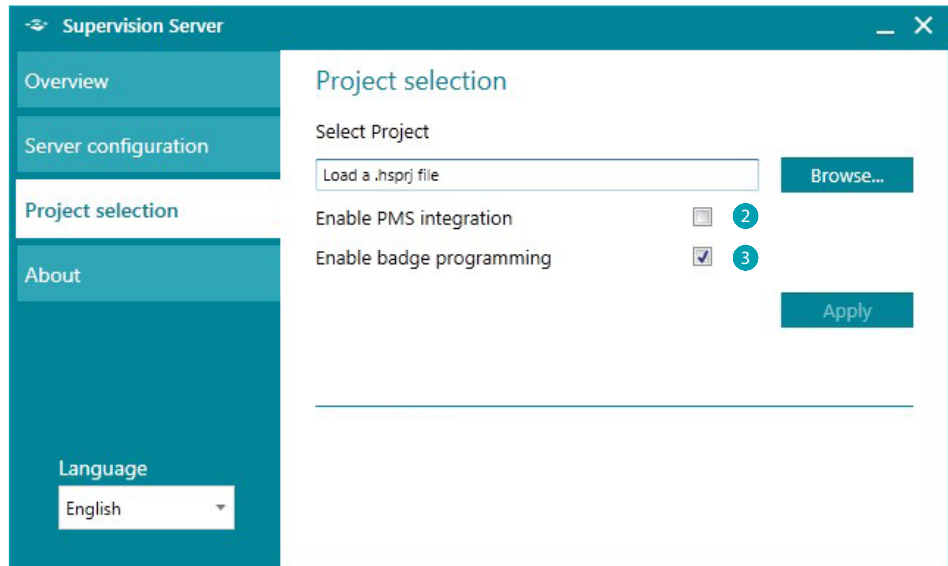 Supervision Server
Overview
Server configuration
Project selection
About
Language
English
Project selection
Select Project
Load a .hsprj file
Browse...
Enable PMS integration
2
Enable badge programming
3
Apply